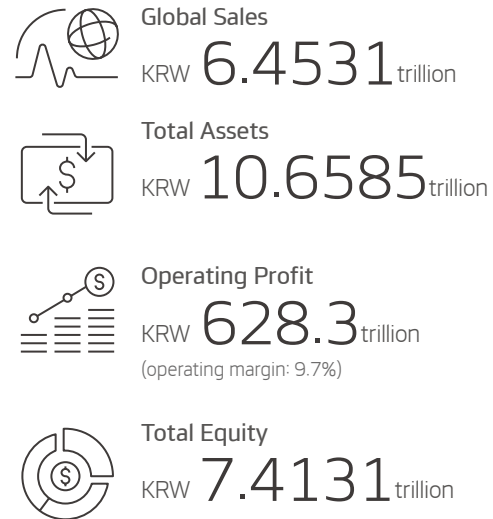 Global Sales
KRW 6.4531 trillion
Total Assets
$
KRW 10.6585 trillion
$
Operating Profit
KRW 628.3 trillion
(operating margin: 9.7%)
Total Equity
$
KRW 7.4131 trillion